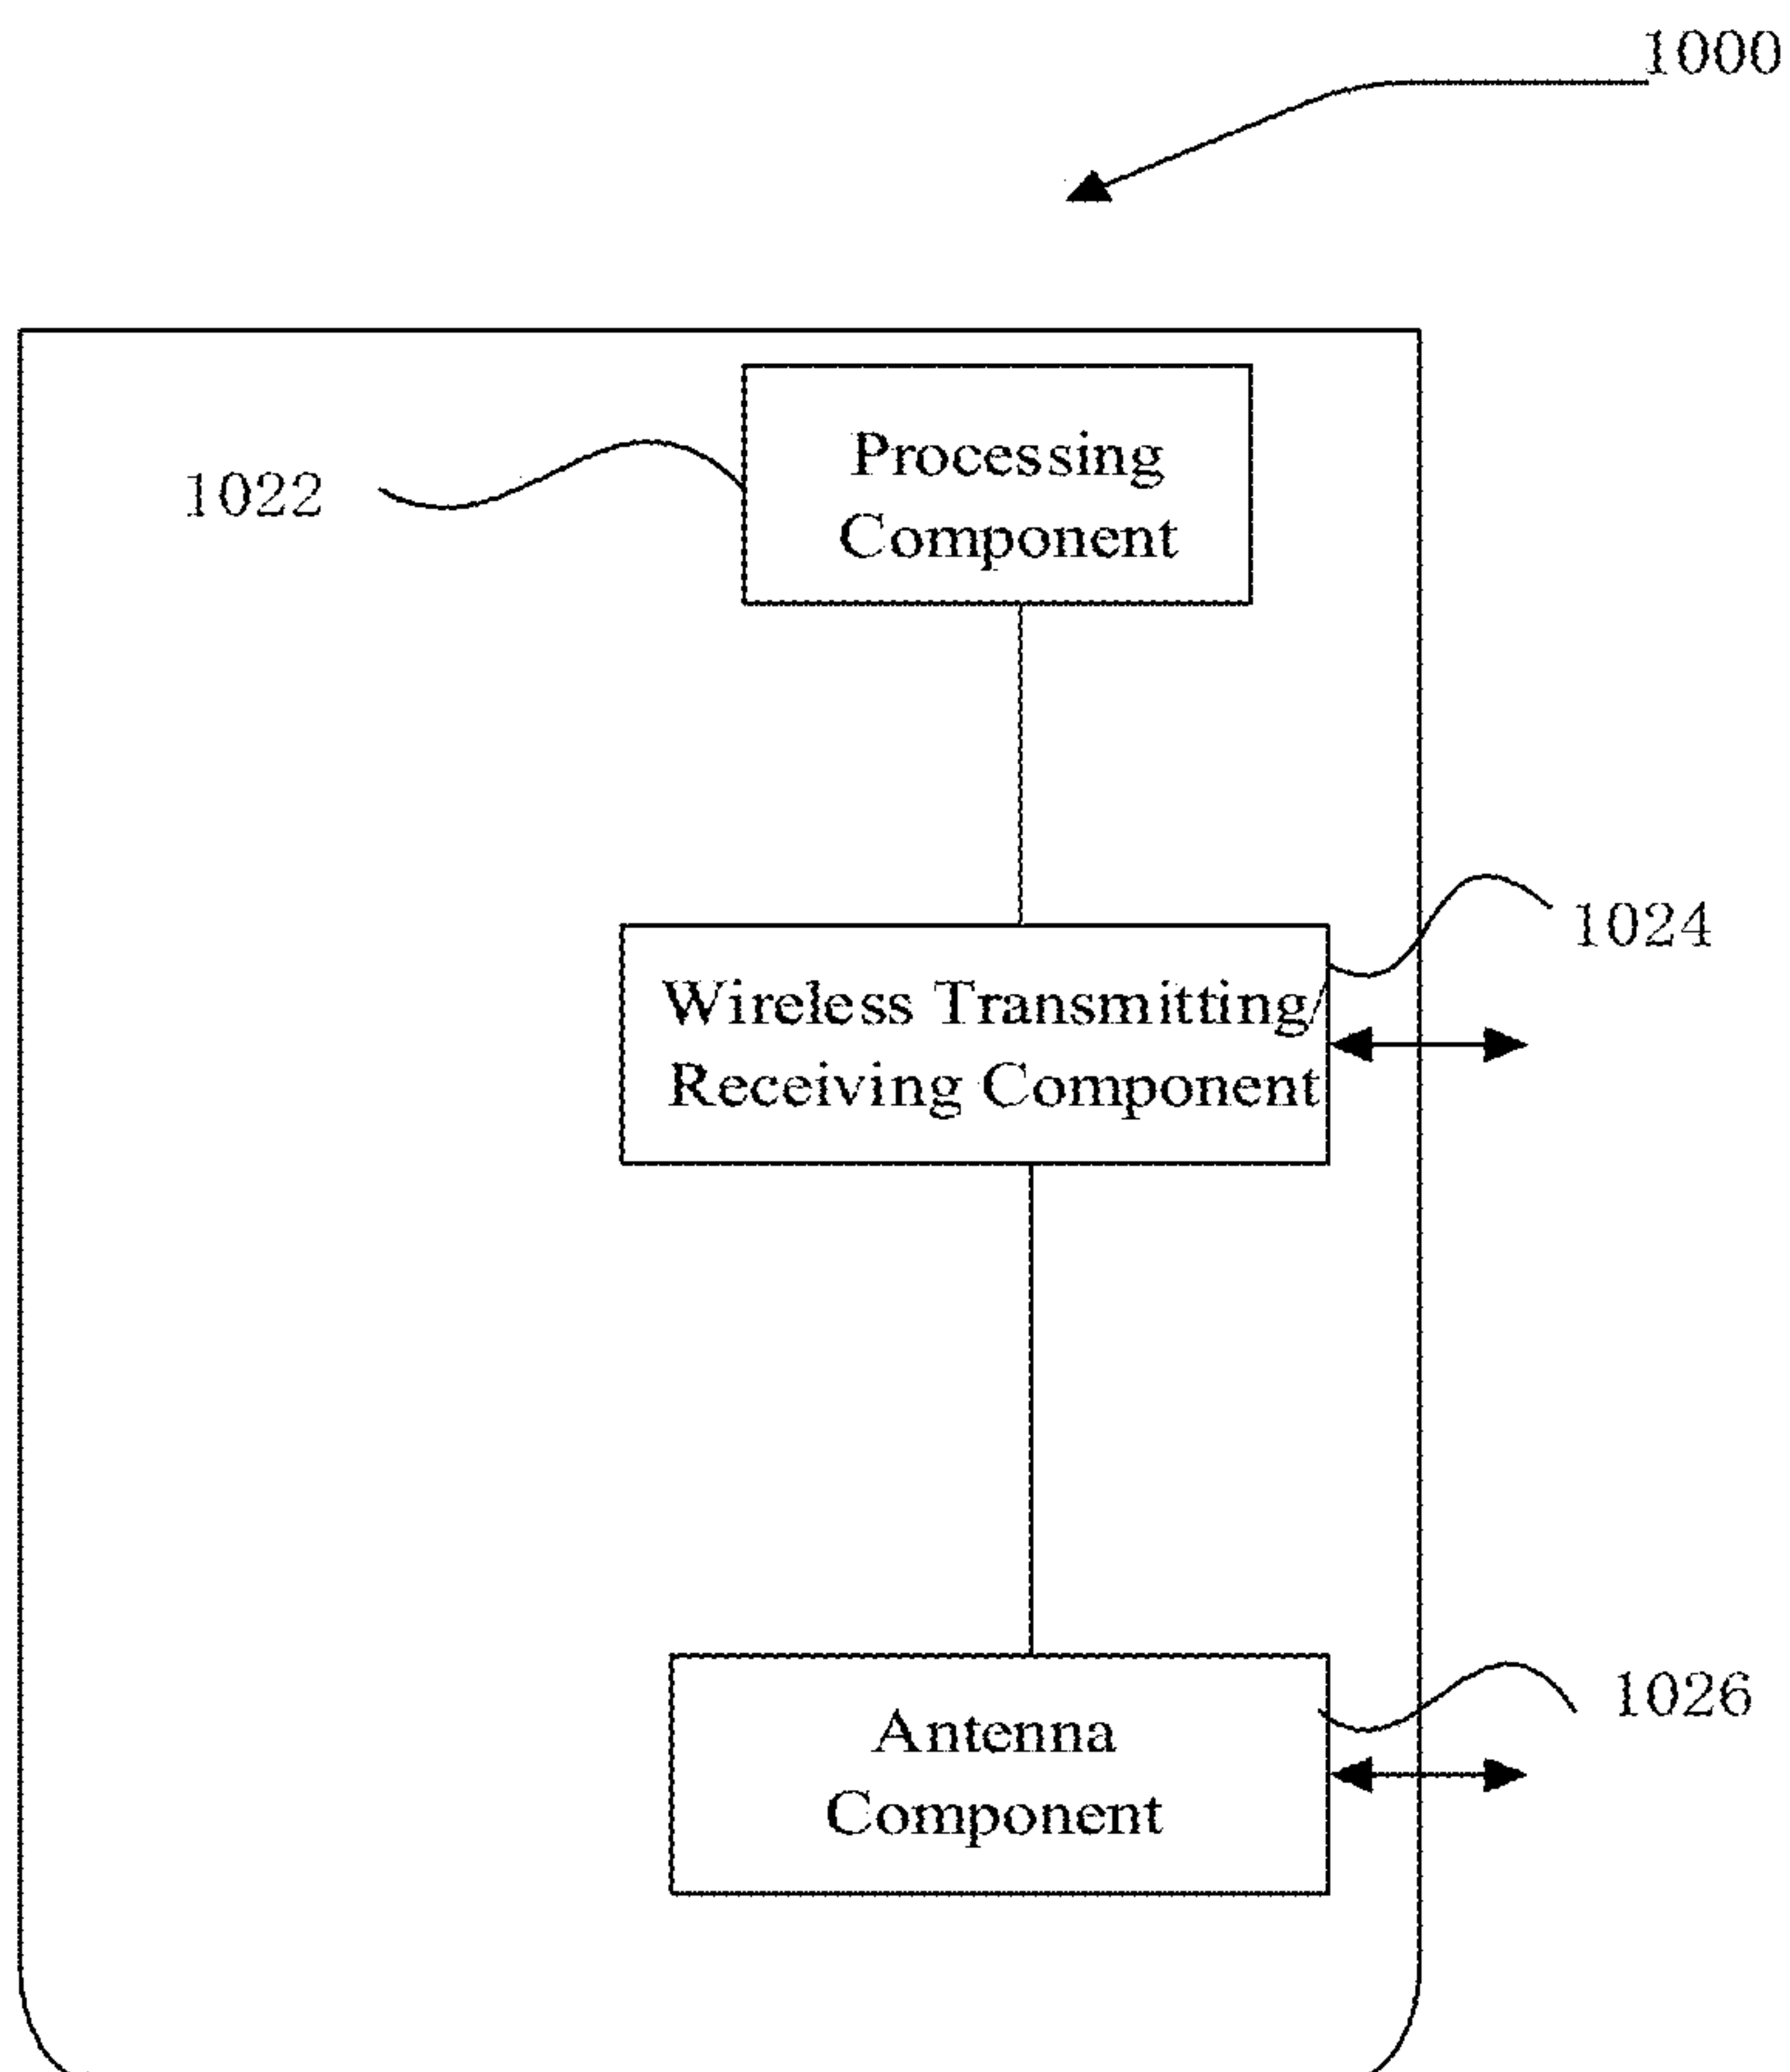 1000
Processing
Component
1022
1024
Wireless Transmitting/
Receiving Component
1026
Antenna
Component